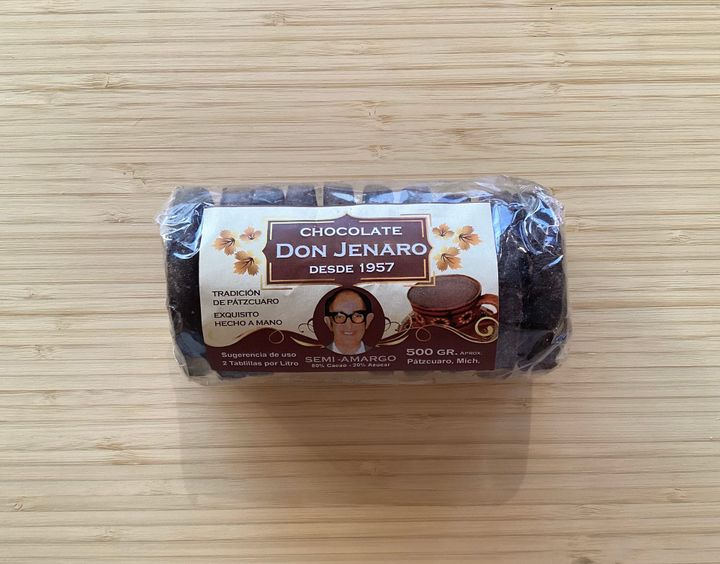 CHOCOLATE
DON JENARO
DESDE 1957
TRADICIÓN
DE PÁTZCUARO
EXQUISITO
HECHO A MANO
Sugerencia de uso
2 Tablillas por Litro
SEMI-AMARGO
80% Cacao - 20% Azúcar
500 GR. APROX.
Pátzcuaro, Mich.